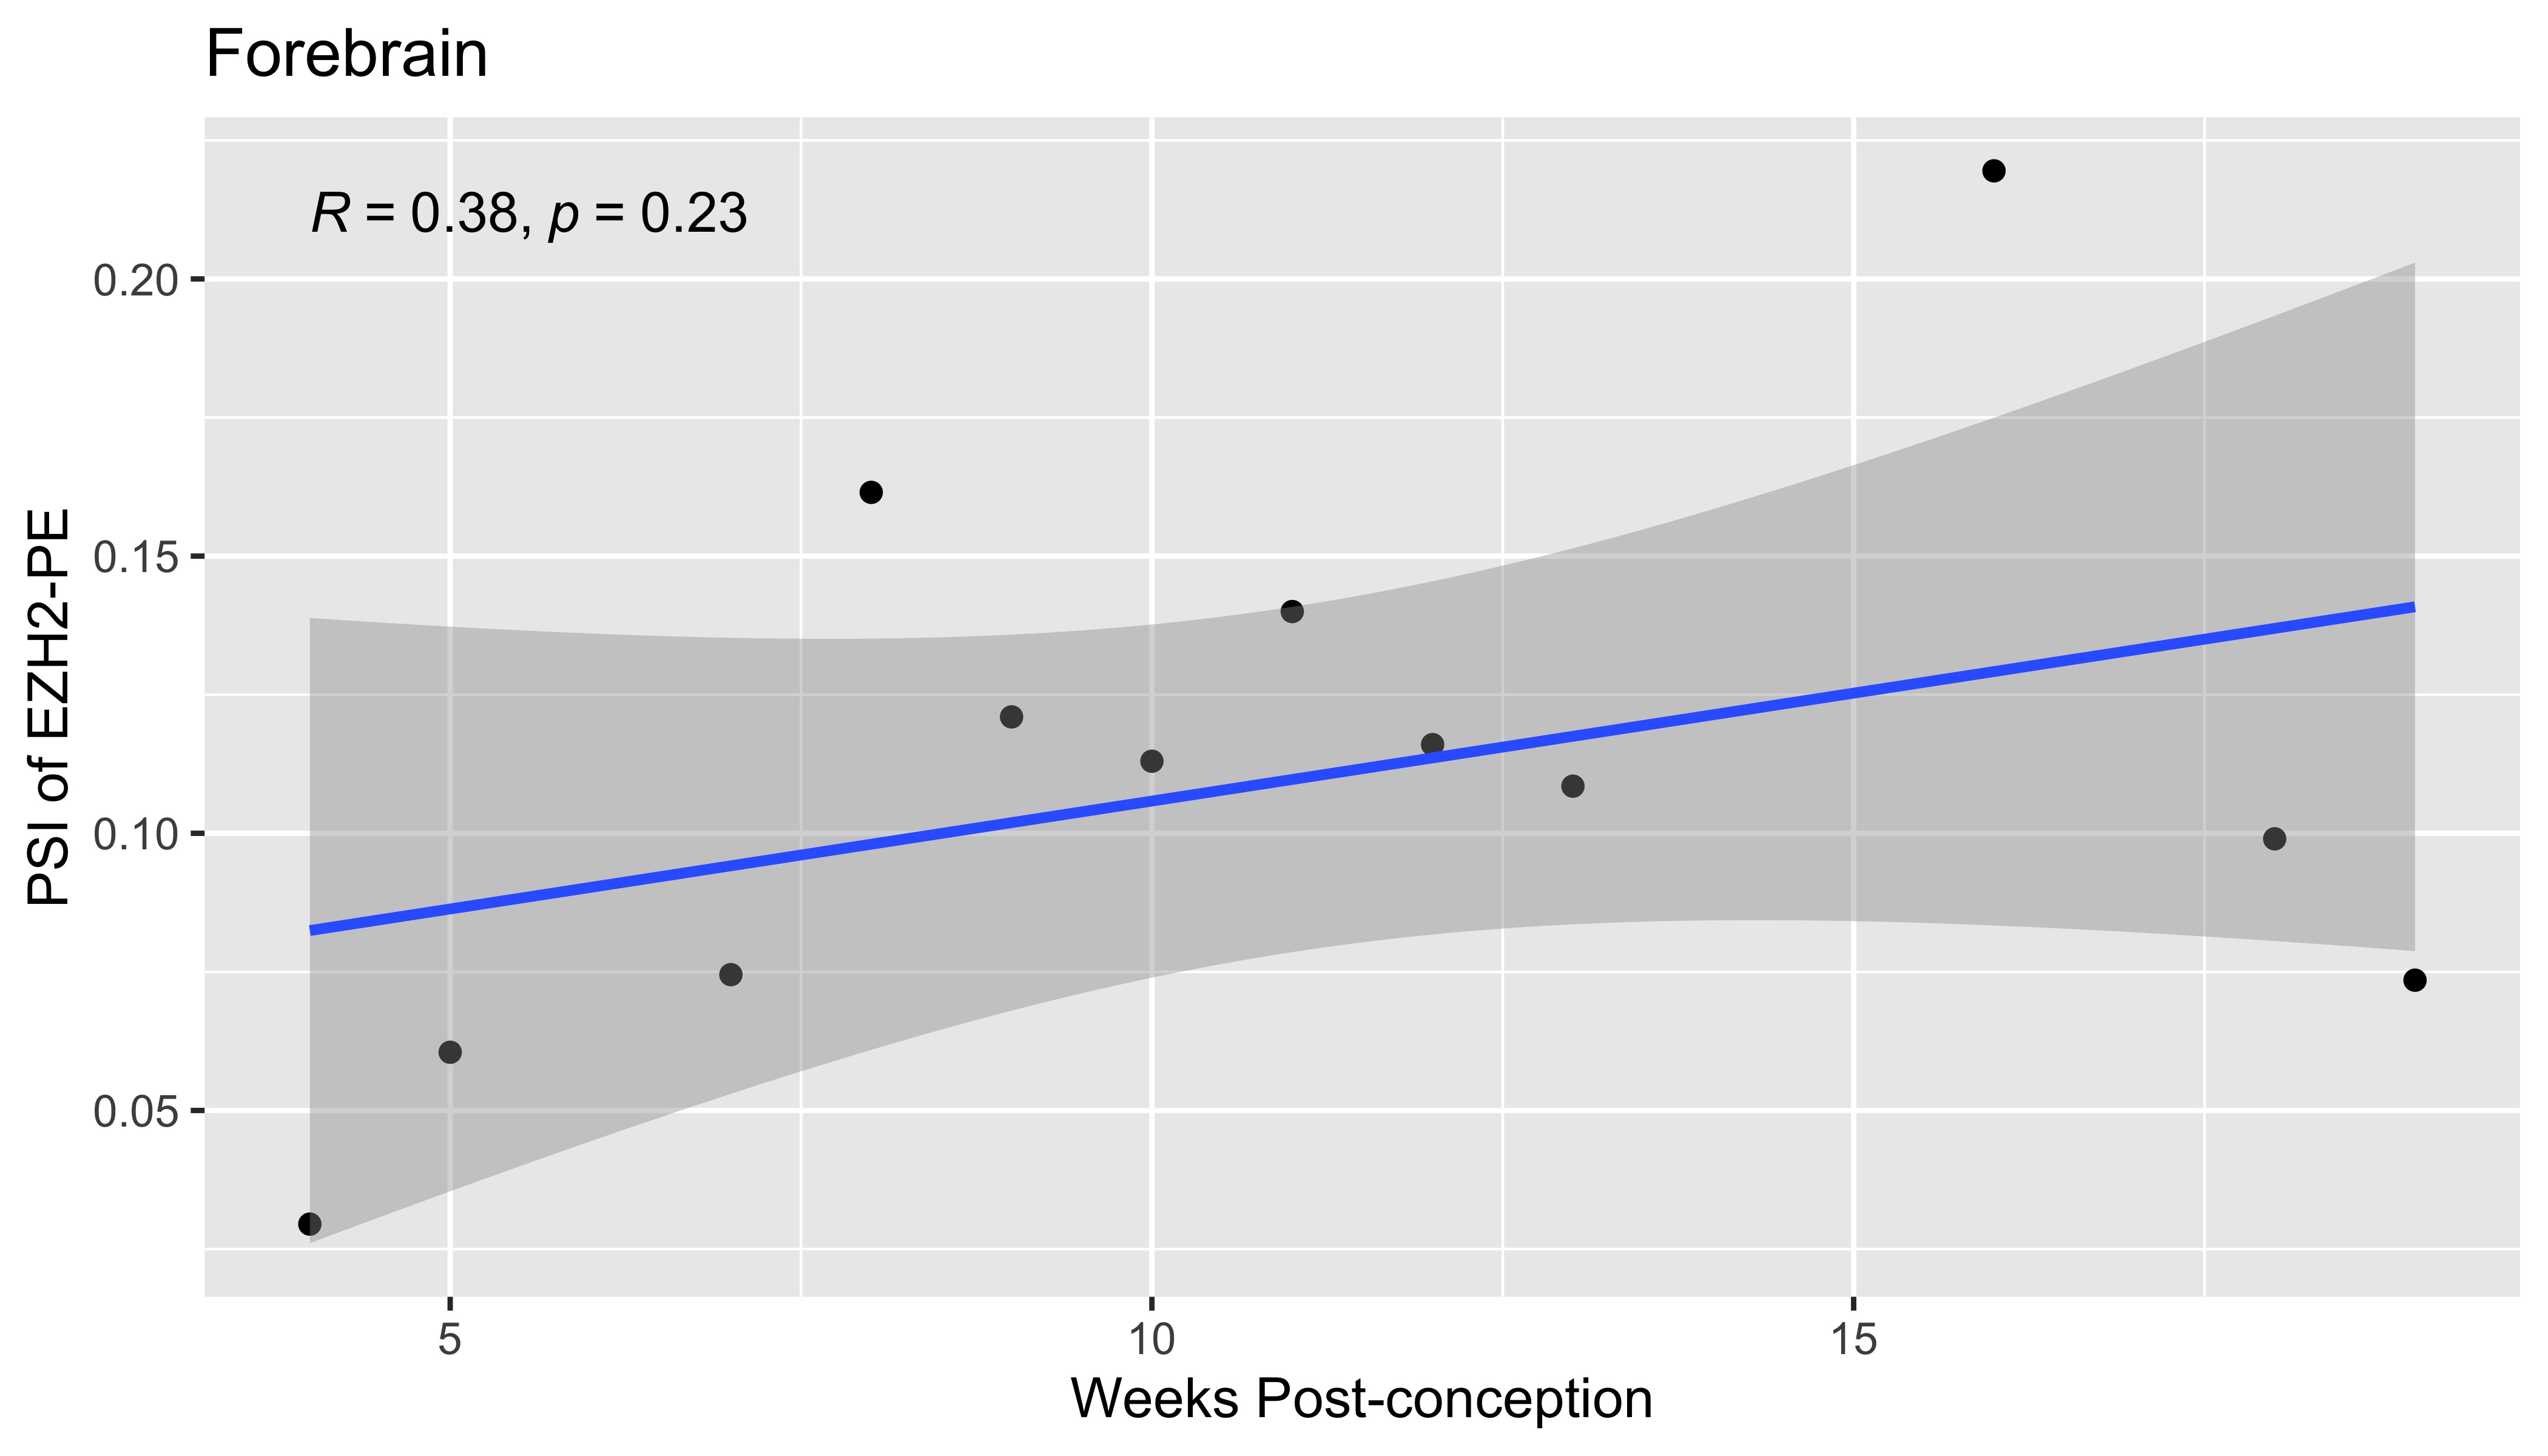 Forebrain
R = 0.38, p = 0.23
0.20
0.15
0.10
0.05
PSI of EZH2-PE
5
10
15
Weeks Post-conception